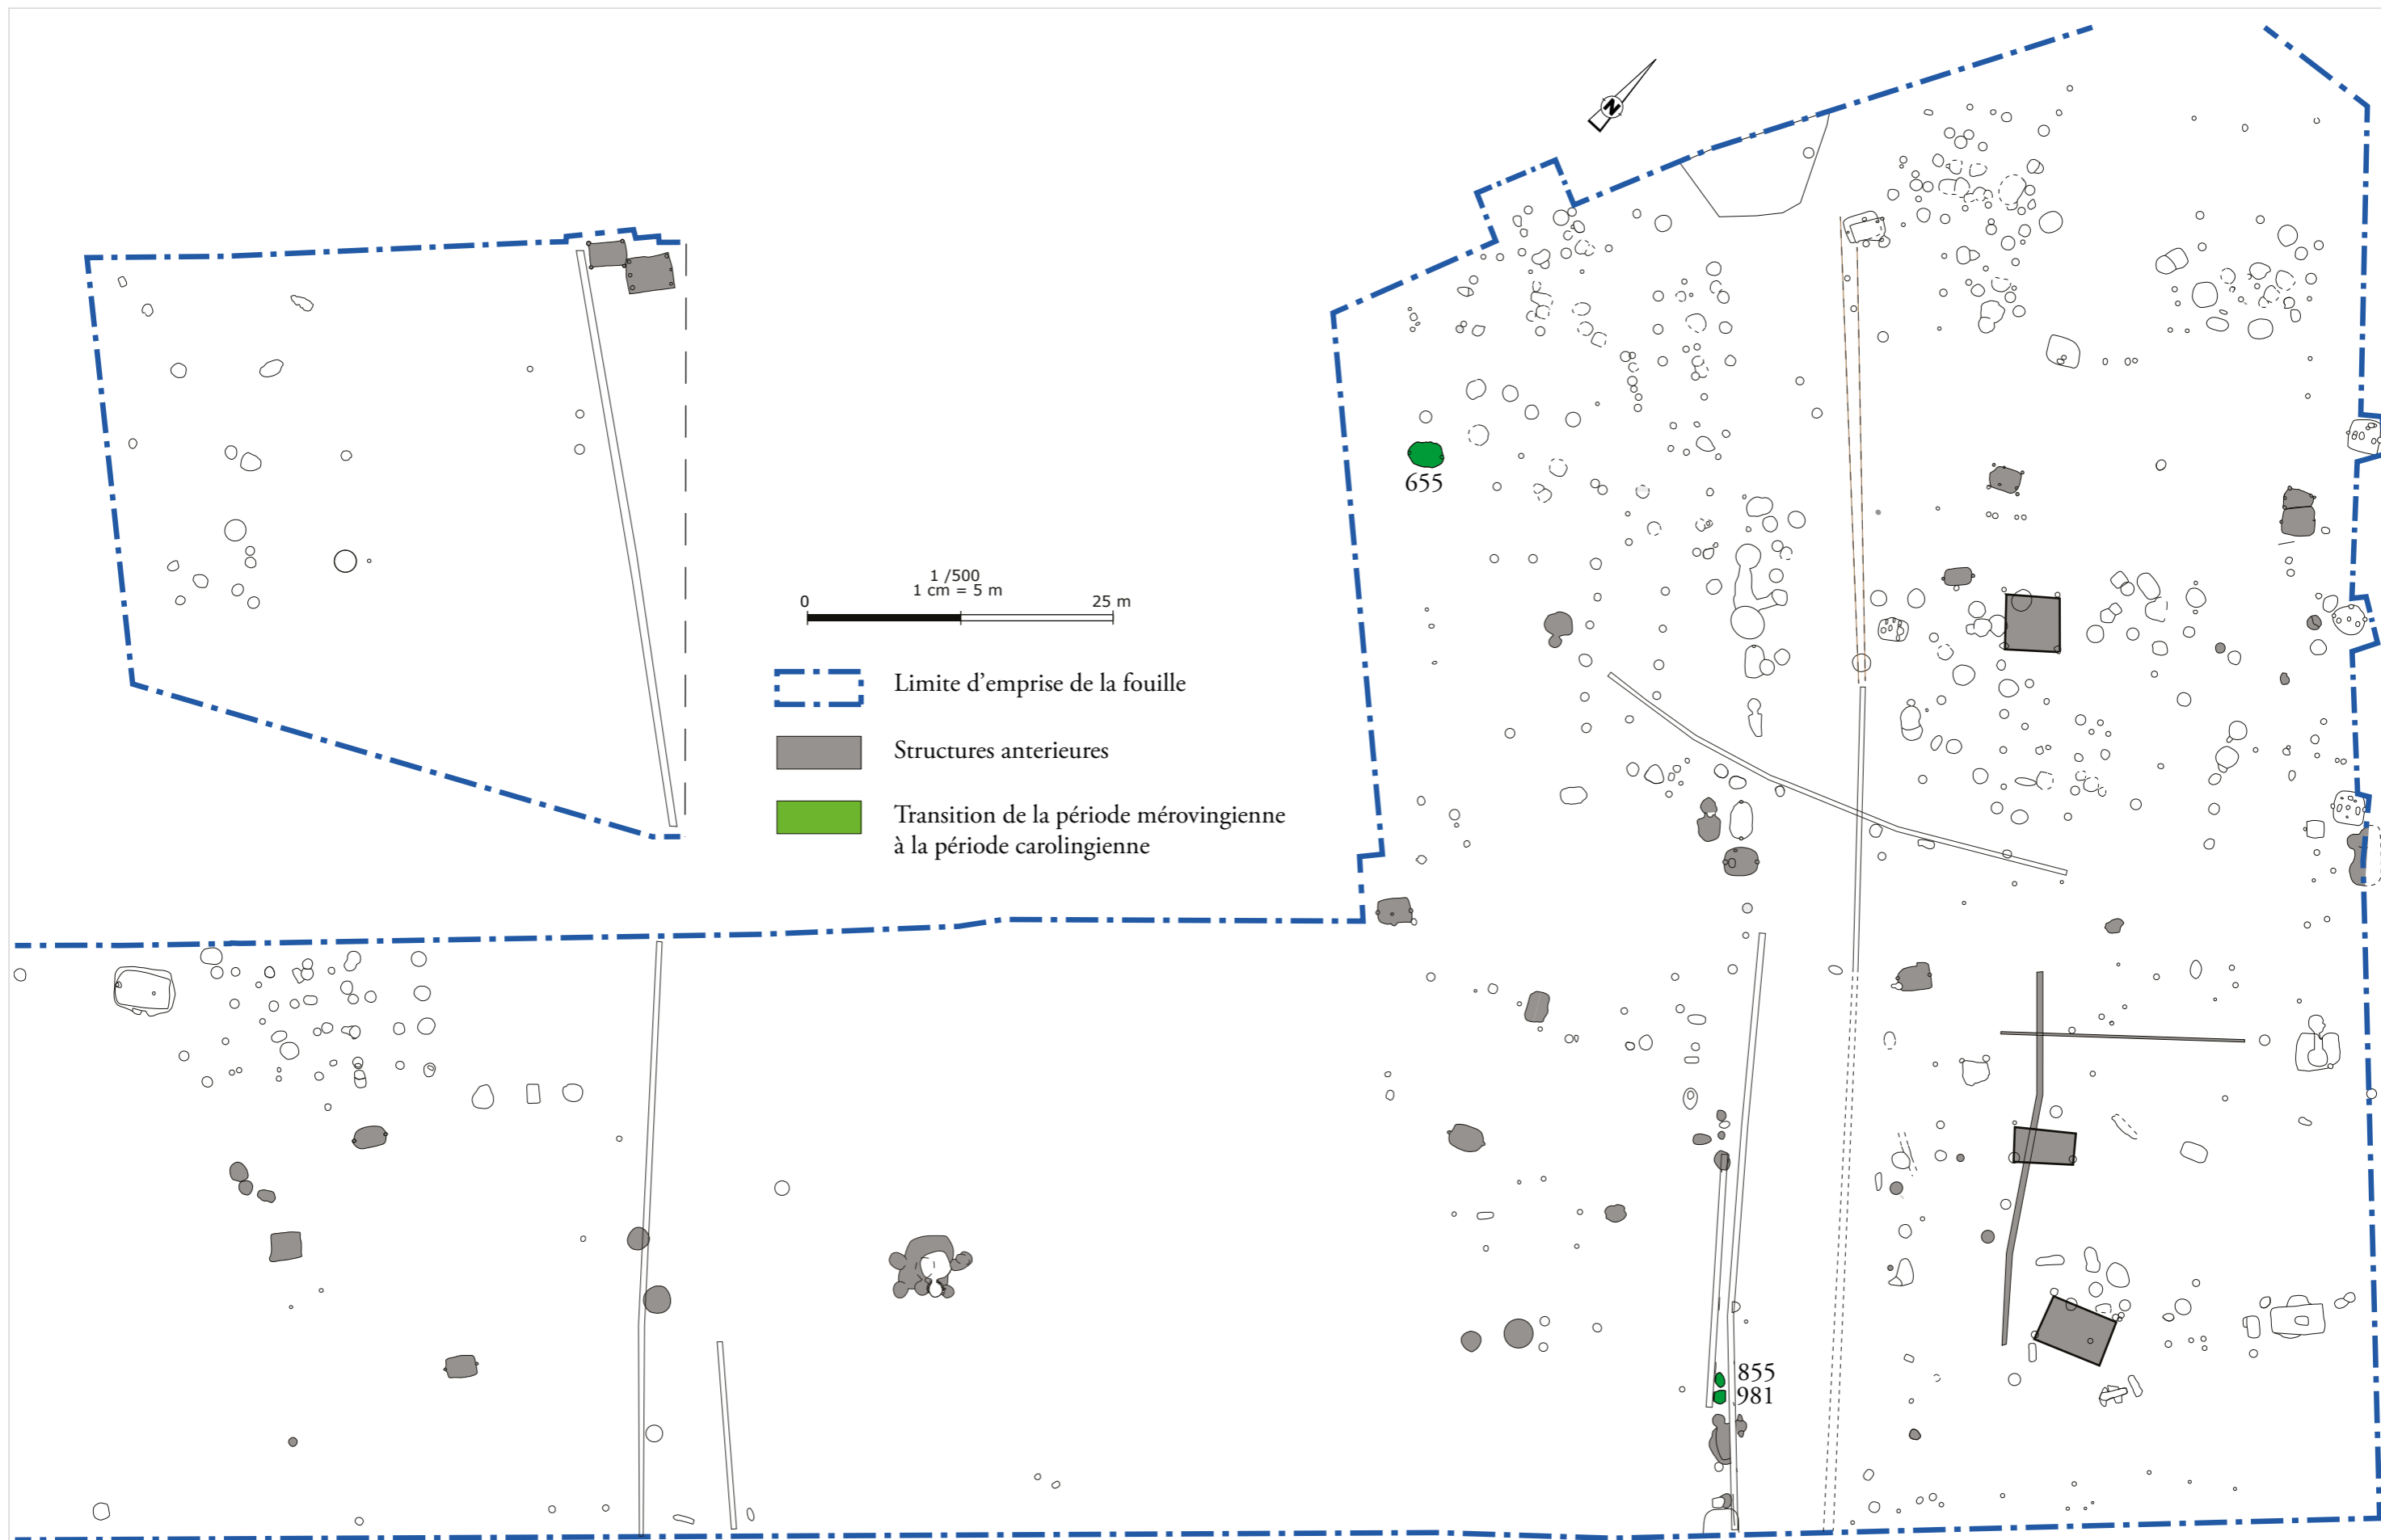 N
655
1 /500
1 cm = 5 m
0 25 m
Limite d'emprise de la fouille
Structures anterieures
Transition de la période mérovingienne
à la période carolingienne
855
981